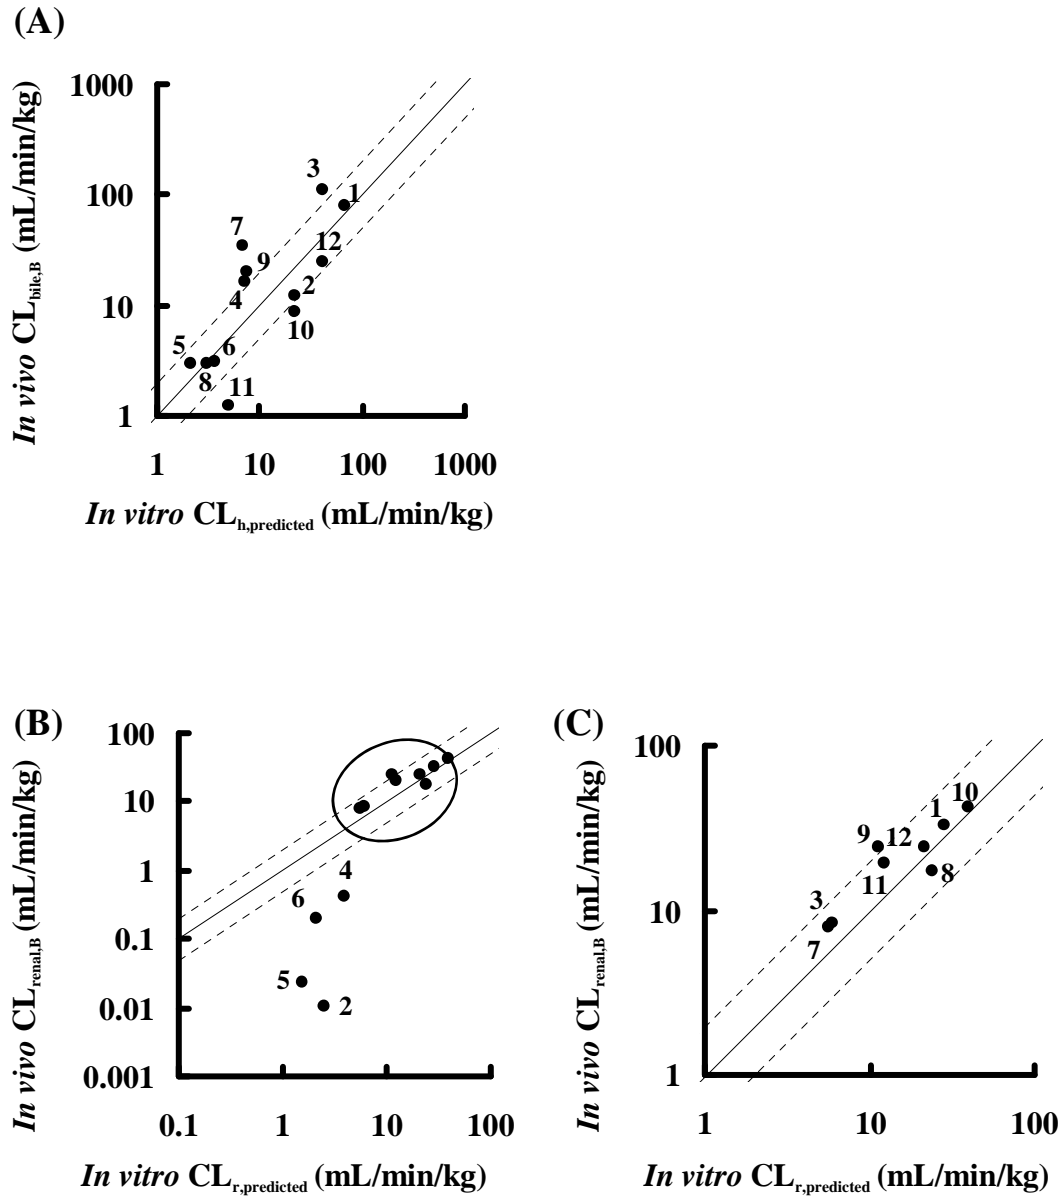 (A)
In vivo CLbile,B (mL/min/kg)
1000
100
10
1
3
1
7
12
9
4
2
10
5
6
8
11
1 10 100 1000
In vitro CLh,predicted (mL/min/kg)
(B)
In vivo CLrenal,B (mL/min/kg)
100
10
1
0.1
0.01
0.001
4
6
5
2
0.1 1 10 100
In vitro CLr,predicted (mL/min/kg)
(C)
In vivo CLrenal,B (mL/min/kg)
100
10
1
10
1
9 12
11 8
3
7
1 10 100
In vitro CLr,predicted (mL/min/kg)